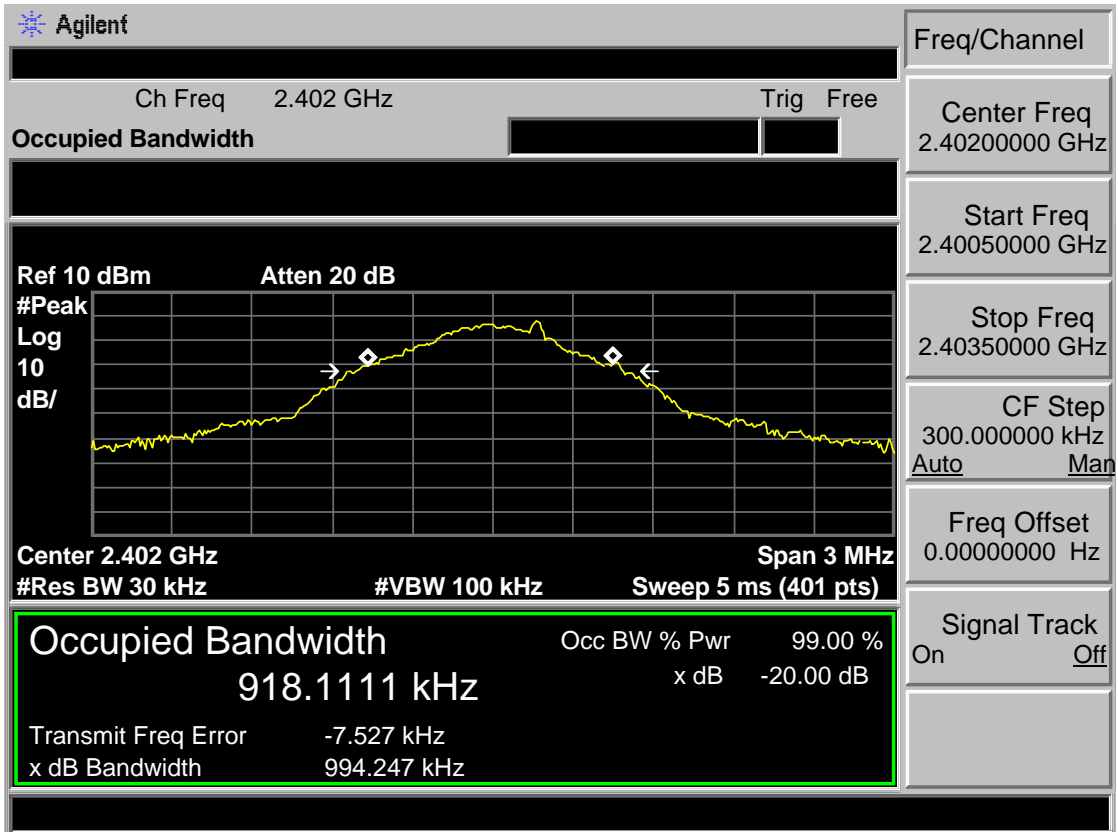 Agilent
Ch Freq 2.402 GHz Trig Free
Occupied Bandwidth
Ref 10 dBm Atten 20 dB
#Peak
Log
10
dB/
Center 2.402 GHz Span 3 MHz
#Res BW 30 kHz #VBW 100 kHz Sweep 5 ms (401 pts)
Occupied Bandwidth
918.1111 kHz
Occ BW % Pwr 99.00 %
x dB -20.00 dB
Transmit Freq Error -7.527 kHz
x dB Bandwidth 994.247 kHz
Freq/Channel
Center Freq
2.40200000 GHz
Start Freq
2.40050000 GHz
Stop Freq
2.40350000 GHz
CF Step
300.000000 kHz
Auto Man
Freq Offset
0.00000000 Hz
Signal Track
On Off